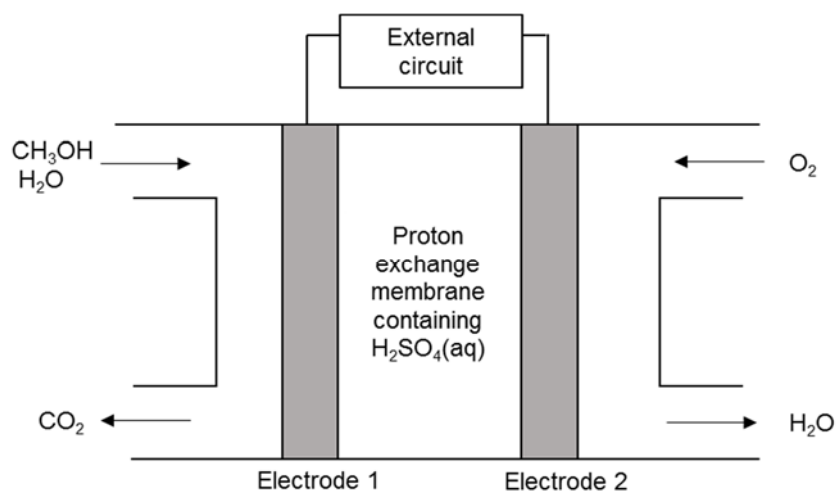 External
circuit
CH₃OH
H₂O
O₂
Proton
exchange
membrane
containing
H₂SO₄(aq)
CO₂
H₂O
Electrode 1
Electrode 2